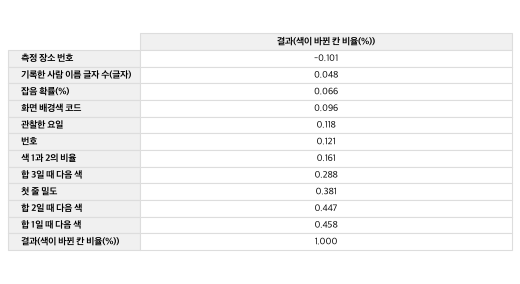 결과(색이 바뀐 칸 비율(%))
측정 장소 번호 -0.101
기록한 사람 이름 글자 수(글자) 0.048
잡음 확률(%) 0.066
화면 배경색 코드 0.096
관찰한 요일 0.118
번호 0.121
색 1과 2의 비율 0.161
합 3일 때 다음 색 0.288
첫 줄 밀도 0.381
합 2일 때 다음 색 0.447
합 1일 때 다음 색 0.458
결과(색이 바뀐 칸 비율(%)) 1.000